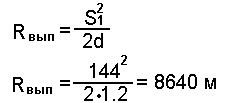 R вып = S₁² / 2d
R вып = 144² / 2·1.2 = 8640 м